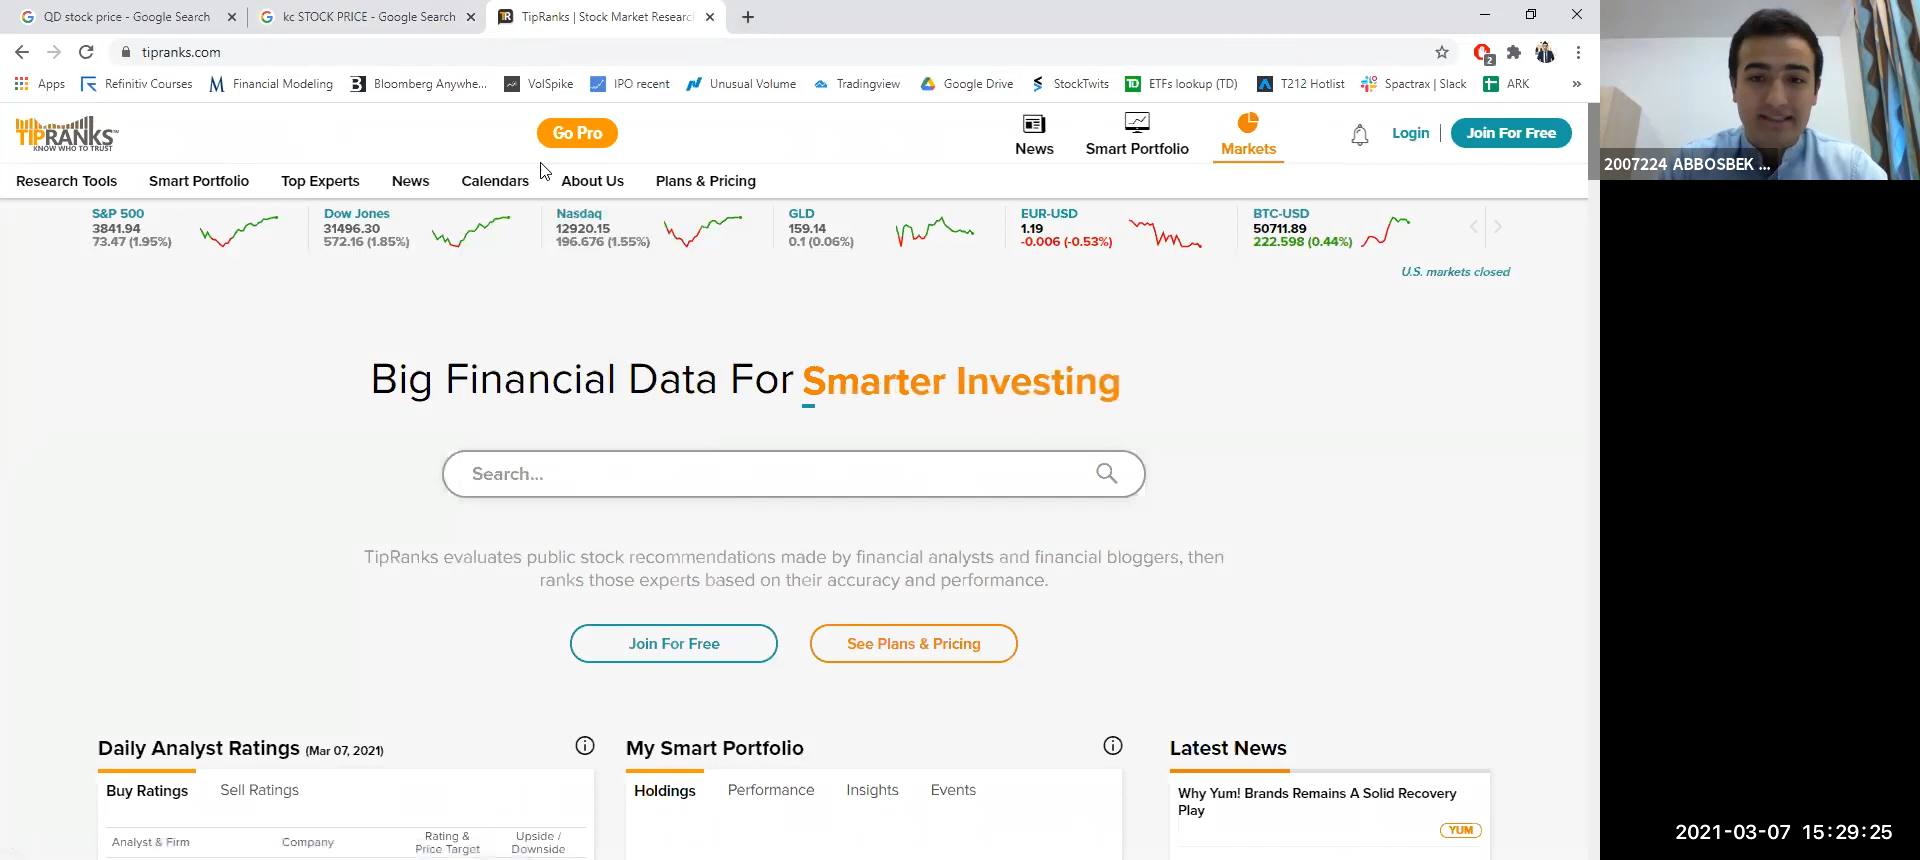 QD stock price - Google Search
kc STOCK PRICE - Google Search
TipRanks | Stock Market Researc
tipranks.com
2
Apps
Refinitiv Courses
Financial Modeling
Bloomberg Anywhe...
VolSpike
IPO recent
Unusual Volume
Tradingview
Google Drive
StockTwits
ETFs lookup (TD)
T212 Hotlist
Spactrax | Slack
ARK
»
TIPRANKS™
KNOW WHO TO TRUST
Go Pro
News
Smart Portfolio
Markets
Login
Join For Free
Research Tools
Smart Portfolio
Top Experts
News
Calendars
About Us
Plans & Pricing
S&P 500
3841.94
73.47 (1.95%)
Dow Jones
31496.30
572.16 (1.85%)
Nasdaq
12920.15
196.676 (1.55%)
GLD
159.14
0.1 (0.06%)
EUR-USD
1.19
-0.006 (-0.53%)
BTC-USD
50711.89
222.598 (0.44%)
U.S. markets closed
Big Financial Data For Smarter Investing
Search...
TipRanks evaluates public stock recommendations made by financial analysts and financial bloggers, then
ranks those experts based on their accuracy and performance.
Join For Free
See Plans & Pricing
Daily Analyst Ratings (Mar 07, 2021)
Buy Ratings
Sell Ratings
Analyst & Firm
Company
Rating &
Price Target
Upside /
Downside
My Smart Portfolio
Holdings
Performance
Insights
Events
Latest News
Why Yum! Brands Remains A Solid Recovery
Play
YUM
2007224 ABBOSBEK ...
2021-03-07 15:29:25